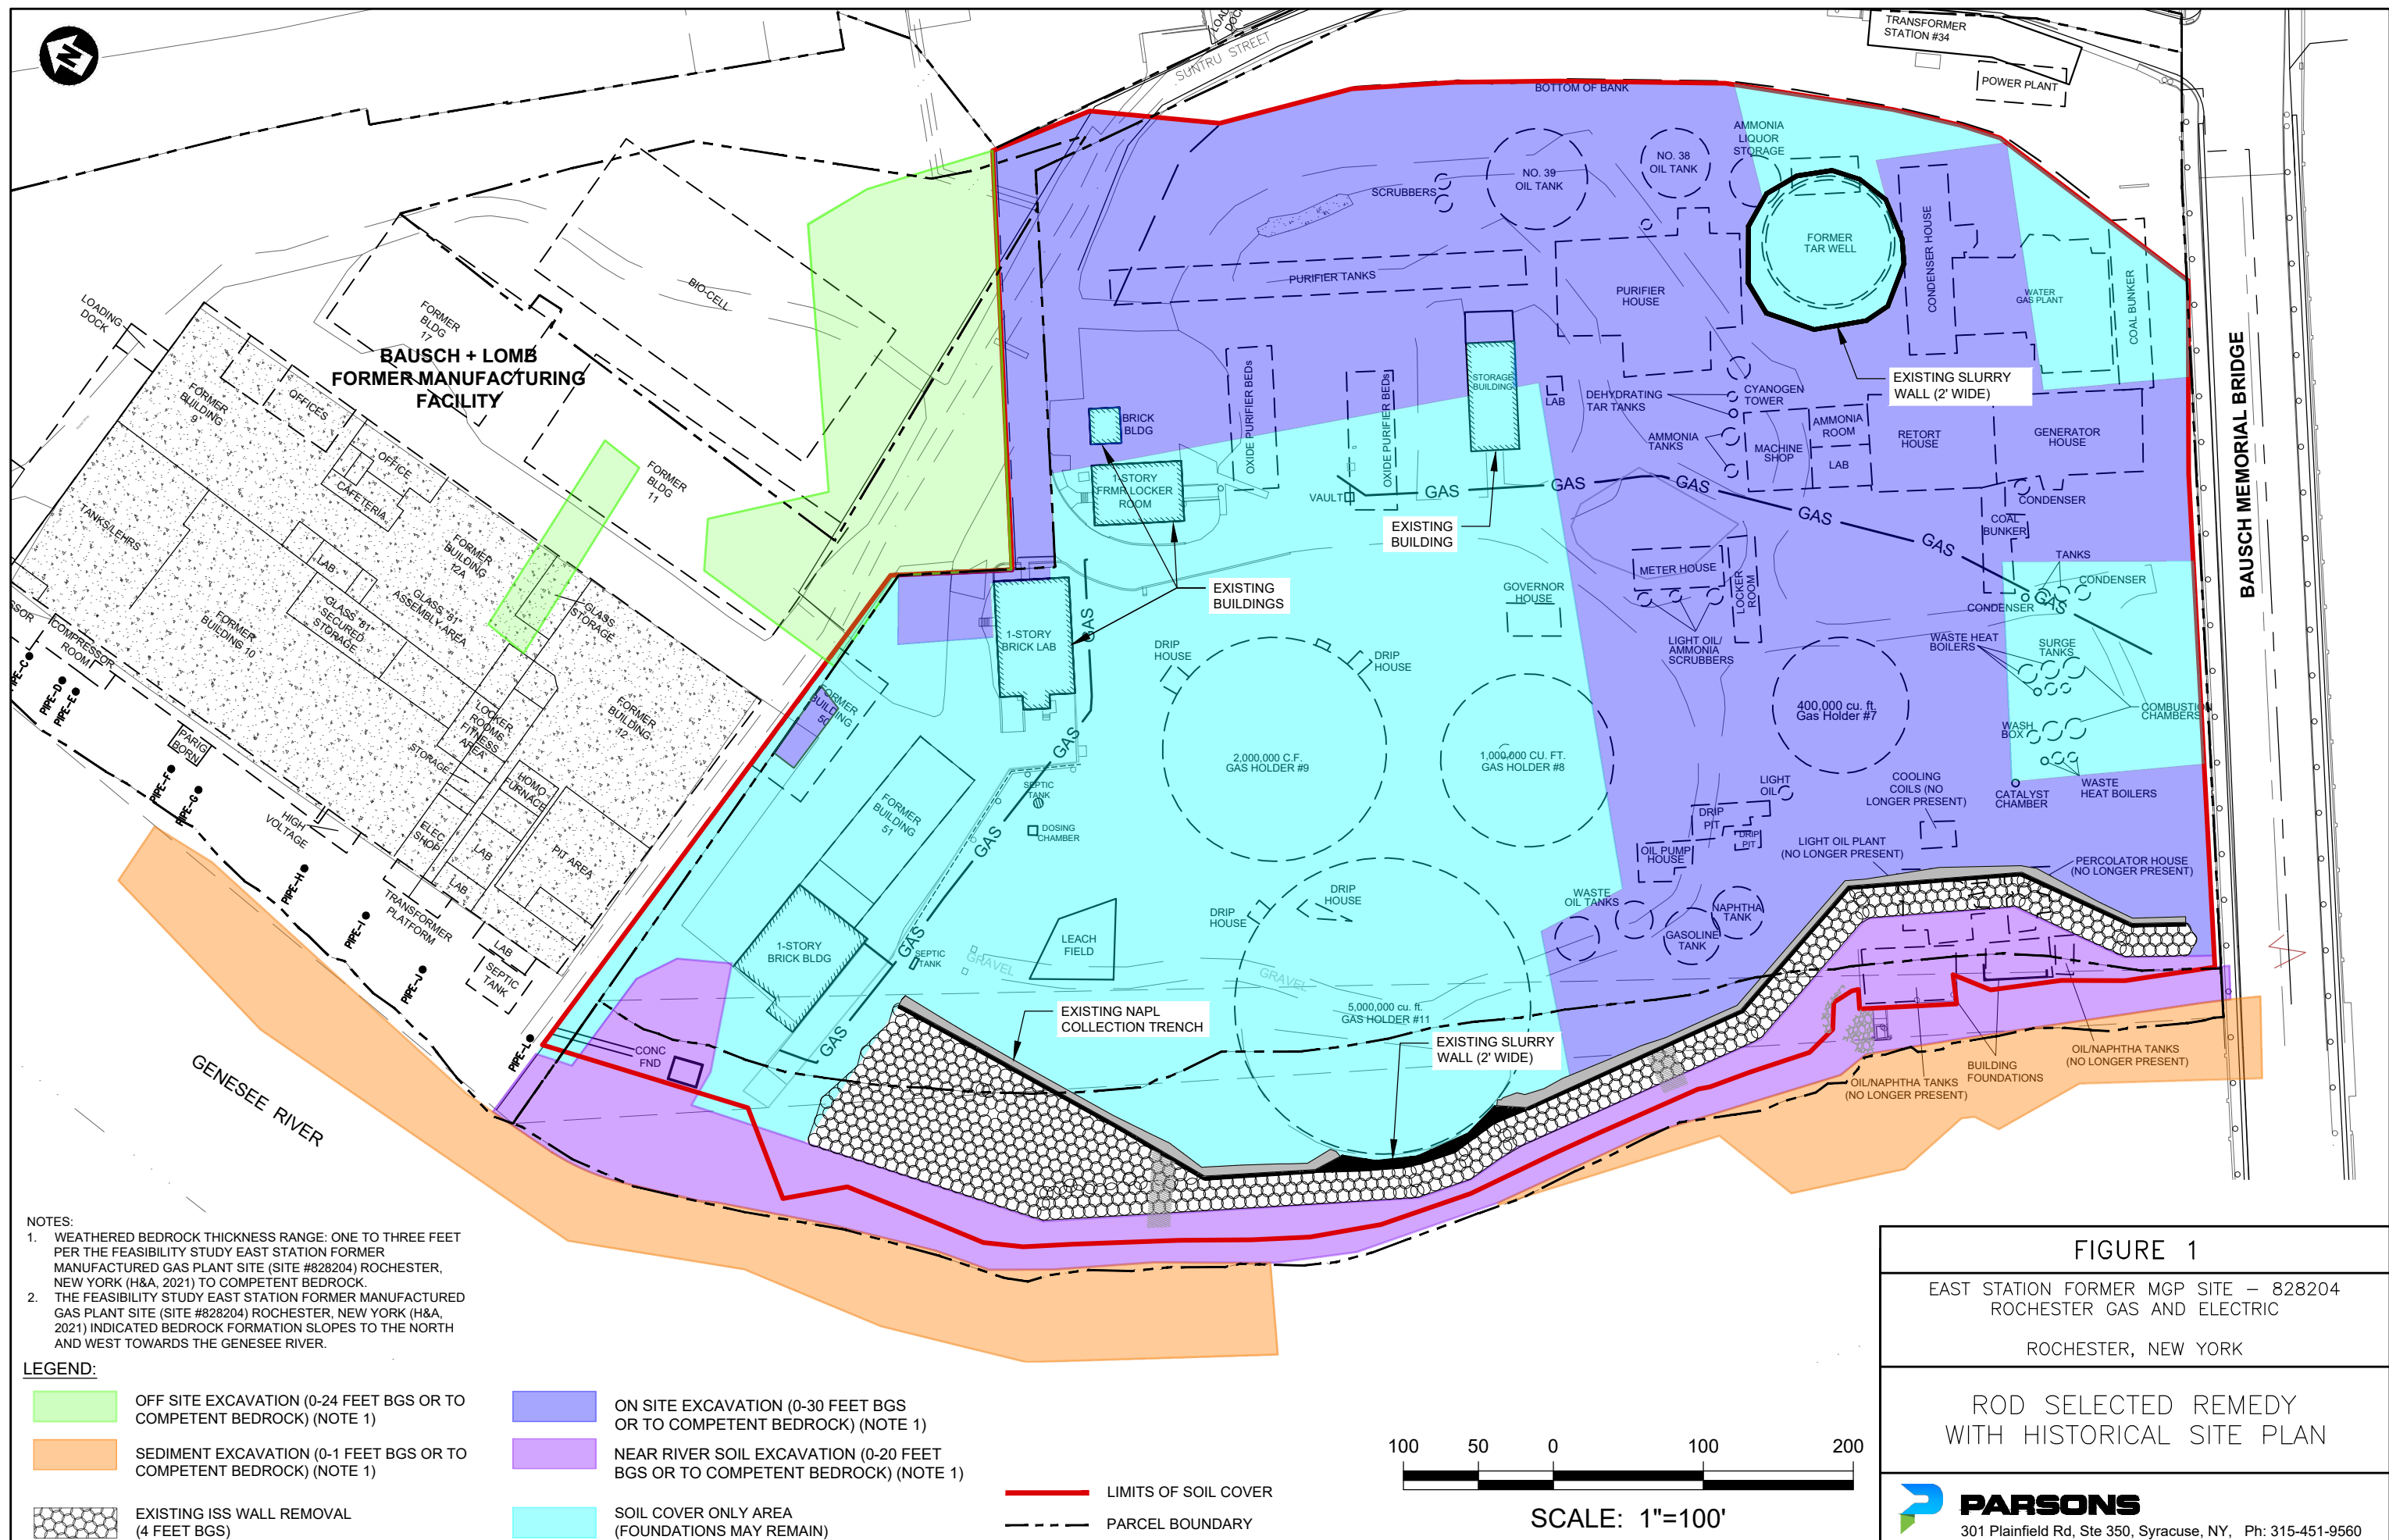 N
LOADING
DOCK
SUNTRU STREET
TRANSFORMER
STATION #34
POWER PLANT
BOTTOM OF BANK
AMMONIA
LIQUOR
STORAGE
NO. 39
OIL TANK
NO. 38
OIL TANK
SCRUBBERS
FORMER
TAR WELL
CONDENSER HOUSE
WATER
GAS PLANT
COAL BUNKER
PURIFIER TANKS
PURIFIER
HOUSE
BIO-CELL
LOADING
DOCK
FORMER
BLDG
17
BAUSCH + LOMB
FORMER MANUFACTURING
FACILITY
FORMER
BUILDING
9
OFFICES
OFFICE
CAFETERIA
FORMER
BLDG
11
TANKS/LEHRS
LAB
FORMER
BUILDING
12A
GLASS "81"
ASSEMBLY AREA
GLASS "81"
SECURED
STORAGE
GLASS
STORAGE
FORMER
BUILDING 10
COMPRESSOR
ROOM
LOCKER
ROOMS
FITNESS
AREA
FORMER
BUILDING
12
STORAGE
HOMO
FURNACE
ELEC
SHOP
LAB
PIT AREA
LAB
LAB
PARIG
BORN
HIGH
VOLTAGE
TRANSFORMER
PLATFORM
SEPTIC
TANK
PIPE-C
PIPE-D
PIPE-E
PIPE-F
PIPE-G
PIPE-H
PIPE-I
PIPE-J
PIPE-L
GENESEE RIVER
BRICK
BLDG
1-STORY
FRMR LOCKER
ROOM
OXIDE PURIFIER BEDs
OXIDE PURIFIER BEDs
STORAGE
BUILDING
LAB
DEHYDRATING
TAR TANKS
CYANOGEN
TOWER
EXISTING SLURRY
WALL (2' WIDE)
AMMONIA
TANKS
MACHINE
SHOP
AMMONIA
ROOM
LAB
RETORT
HOUSE
GENERATOR
HOUSE
VAULT
GAS
GAS
GAS
GAS
GAS
GAS
EXISTING
BUILDING
CONDENSER
COAL
BUNKER
TANKS
CONDENSER
CONDENSER
BAUSCH MEMORIAL BRIDGE
METER HOUSE
LOCKER
ROOM
GOVERNOR
HOUSE
EXISTING
BUILDINGS
LIGHT OIL/
AMMONIA
SCRUBBERS
WASTE HEAT
BOILERS
SURGE
TANKS
COMBUSTION
CHAMBERS
WASH
BOX
WASTE
HEAT BOILERS
CATALYST
CHAMBER
1-STORY
BRICK LAB
GAS
GAS
GAS
GAS
GAS
DRIP
HOUSE
DRIP
HOUSE
400,000 cu. ft.
Gas Holder #7
2,000,000 C.F.
GAS HOLDER #9
1,000,000 CU. FT.
GAS HOLDER #8
FORMER
BUILDING
50
FORMER
BUILDING
51
SEPTIC
TANK
DOSING
CHAMBER
LIGHT
OIL
DRIP
PIT
DRIP
PIT
OIL PUMP
HOUSE
COOLING
COILS (NO
LONGER PRESENT)
LIGHT OIL PLANT
(NO LONGER PRESENT)
PERCOLATOR HOUSE
(NO LONGER PRESENT)
WASTE
OIL TANKS
NAPHTHA
TANK
GASOLINE
TANK
DRIP
HOUSE
DRIP
HOUSE
LEACH
FIELD
1-STORY
BRICK BLDG
SEPTIC
TANK
GRAVEL
GRAVEL
EXISTING NAPL
COLLECTION TRENCH
5,000,000 cu. ft.
GAS HOLDER #11
EXISTING SLURRY
WALL (2' WIDE)
CONC
FND
OIL/NAPHTHA TANKS
(NO LONGER PRESENT)
BUILDING
FOUNDATIONS
OIL/NAPHTHA TANKS
(NO LONGER PRESENT)
NOTES:
1. WEATHERED BEDROCK THICKNESS RANGE: ONE TO THREE FEET
PER THE FEASIBILITY STUDY EAST STATION FORMER
MANUFACTURED GAS PLANT SITE (SITE #828204) ROCHESTER,
NEW YORK (H&A, 2021) TO COMPETENT BEDROCK.
2. THE FEASIBILITY STUDY EAST STATION FORMER MANUFACTURED
GAS PLANT SITE (SITE #828204) ROCHESTER, NEW YORK (H&A,
2021) INDICATED BEDROCK FORMATION SLOPES TO THE NORTH
AND WEST TOWARDS THE GENESEE RIVER.
LEGEND:
OFF SITE EXCAVATION (0-24 FEET BGS OR TO
COMPETENT BEDROCK) (NOTE 1)
SEDIMENT EXCAVATION (0-1 FEET BGS OR TO
COMPETENT BEDROCK) (NOTE 1)
EXISTING ISS WALL REMOVAL
(4 FEET BGS)
ON SITE EXCAVATION (0-30 FEET BGS
OR TO COMPETENT BEDROCK) (NOTE 1)
NEAR RIVER SOIL EXCAVATION (0-20 FEET
BGS OR TO COMPETENT BEDROCK) (NOTE 1)
SOIL COVER ONLY AREA
(FOUNDATIONS MAY REMAIN)
LIMITS OF SOIL COVER
PARCEL BOUNDARY
100 50 0 100 200
SCALE: 1"=100'
FIGURE 1
EAST STATION FORMER MGP SITE – 828204
ROCHESTER GAS AND ELECTRIC
ROCHESTER, NEW YORK
ROD SELECTED REMEDY
WITH HISTORICAL SITE PLAN
PARSONS
301 Plainfield Rd, Ste 350, Syracuse, NY, Ph: 315-451-9560